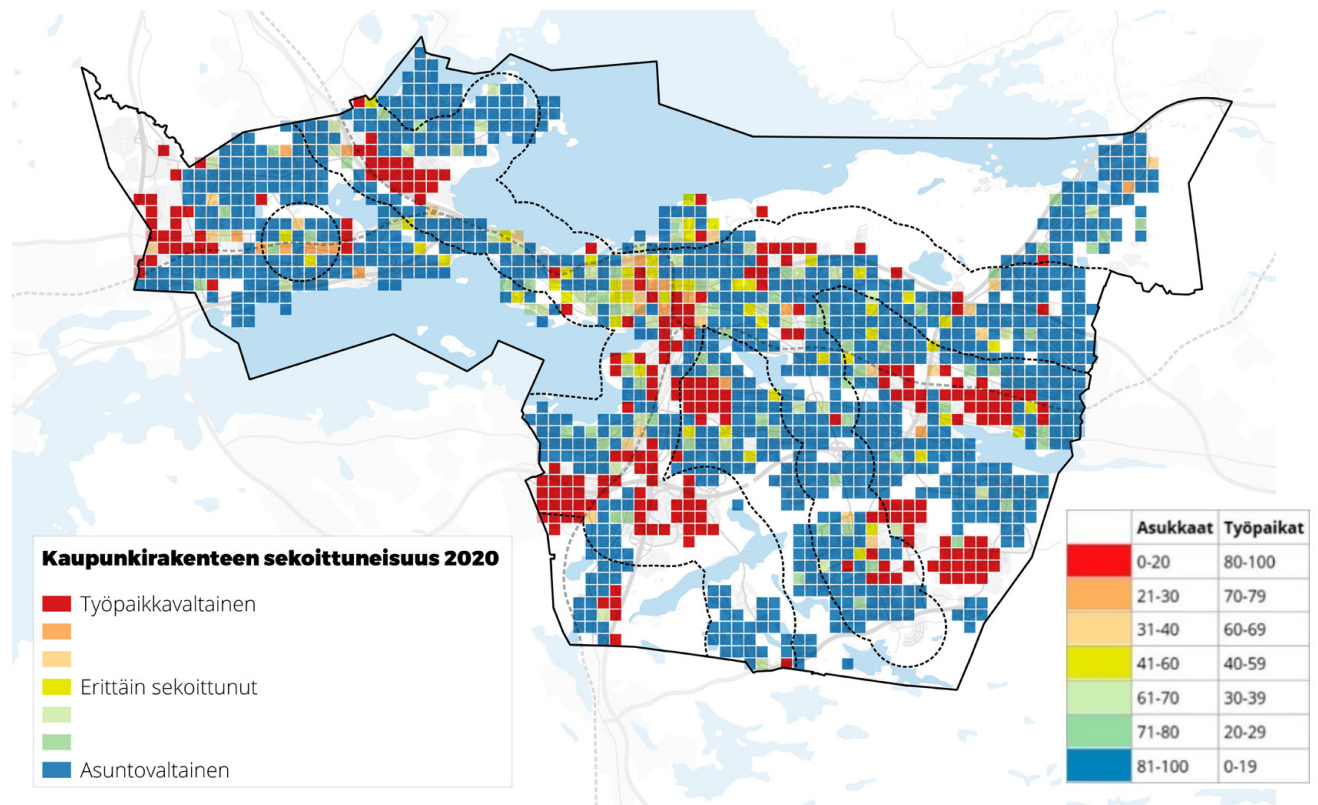 Kaupunkirakenteen sekoittuneisuus 2020
Työpaikkavaltainen
Erittäin sekoittunut
Asuntovaltainen
Asukkaat Työpaikat
0-20 80-100
21-30 70-79
31-40 60-69
41-60 40-59
61-70 30-39
71-80 20-29
81-100 0-19